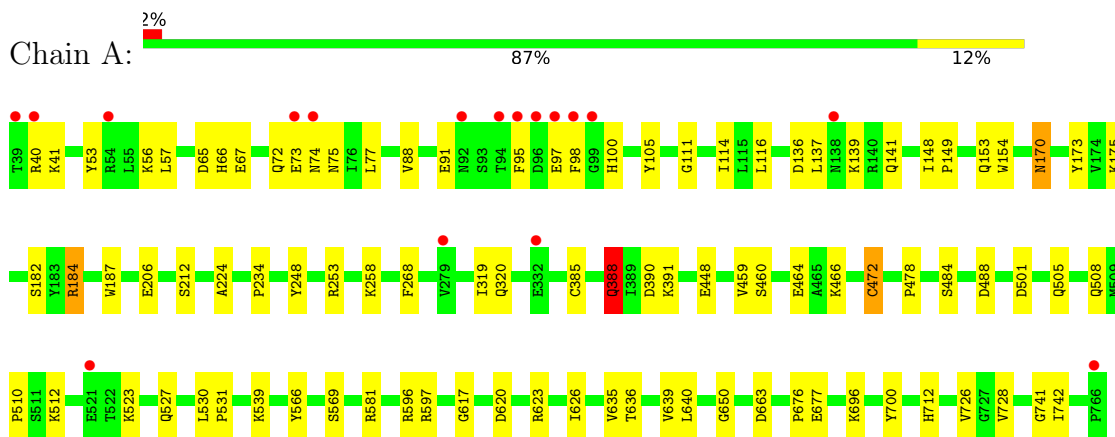 2%
Chain A:
87% 12%
T39 R40 K41 Y53 R54 L55 K56 L57 D65 H66 E67 Q72 E73 N74 N75 I76 L77 V88 E91 N92 S93 T94 F95 D96 E97 F98 G99 H100 Y105 G111 I114 L115 L116 D136 L137 N138 K139 R140 Q141 I148 P149 Q153 W154 N170 Y173 V174 K175
S182 Y183 R184 W187 E206 S212 A224 P234 Y248 R253 K258 F268 V279 I319 Q320 E332 C385 Q388 I389 D390 K391 E448 V459 S460 E464 A465 K466 C472 P478 S484 D488 D501 Q505 Q508 M509
P510 S511 K512 E521 T522 K523 Q527 L530 P531 K539 Y566 S569 R581 R596 R597 G617 D620 R623 I626 V635 T636 V639 L640 G650 D663 P676 E677 K696 Y700 H712 V726 G727 V728 G741 I742 P766